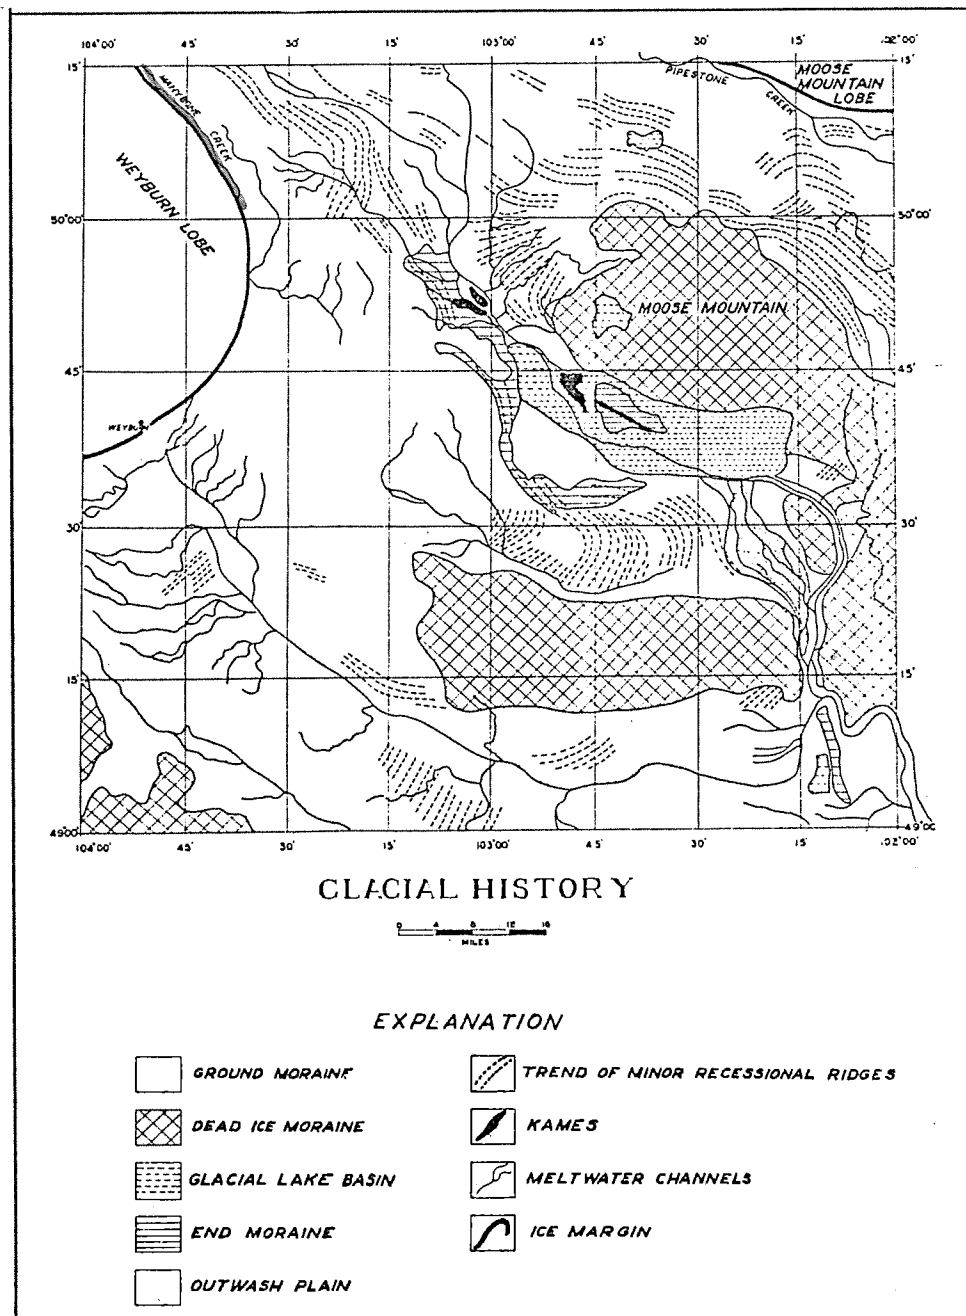 104°00' 45' 30' 15' 103°00' 45' 30' 15' 102°00'
15' 15'
PIPESTONE CREEK
MOOSE
MOUNTAIN
LOBE
MANYBONE CREEK
WEYBURN LOBE
50°00' 50°00'
MOOSE MOUNTAIN
45' 45'
WEYBURN
30' 30'
15' 15'
49°00' 49°00'
104°00' 45' 30' 15' 103°00' 45' 30' 15' 102°00'
GLACIAL HISTORY
0 4 8 12 16
MILES
EXPLANATION
GROUND MORAINE
DEAD ICE MORAINE
GLACIAL LAKE BASIN
END MORAINE
OUTWASH PLAIN
TREND OF MINOR RECESSIONAL RIDGES
KAMES
MELTWATER CHANNELS
ICE MARGIN